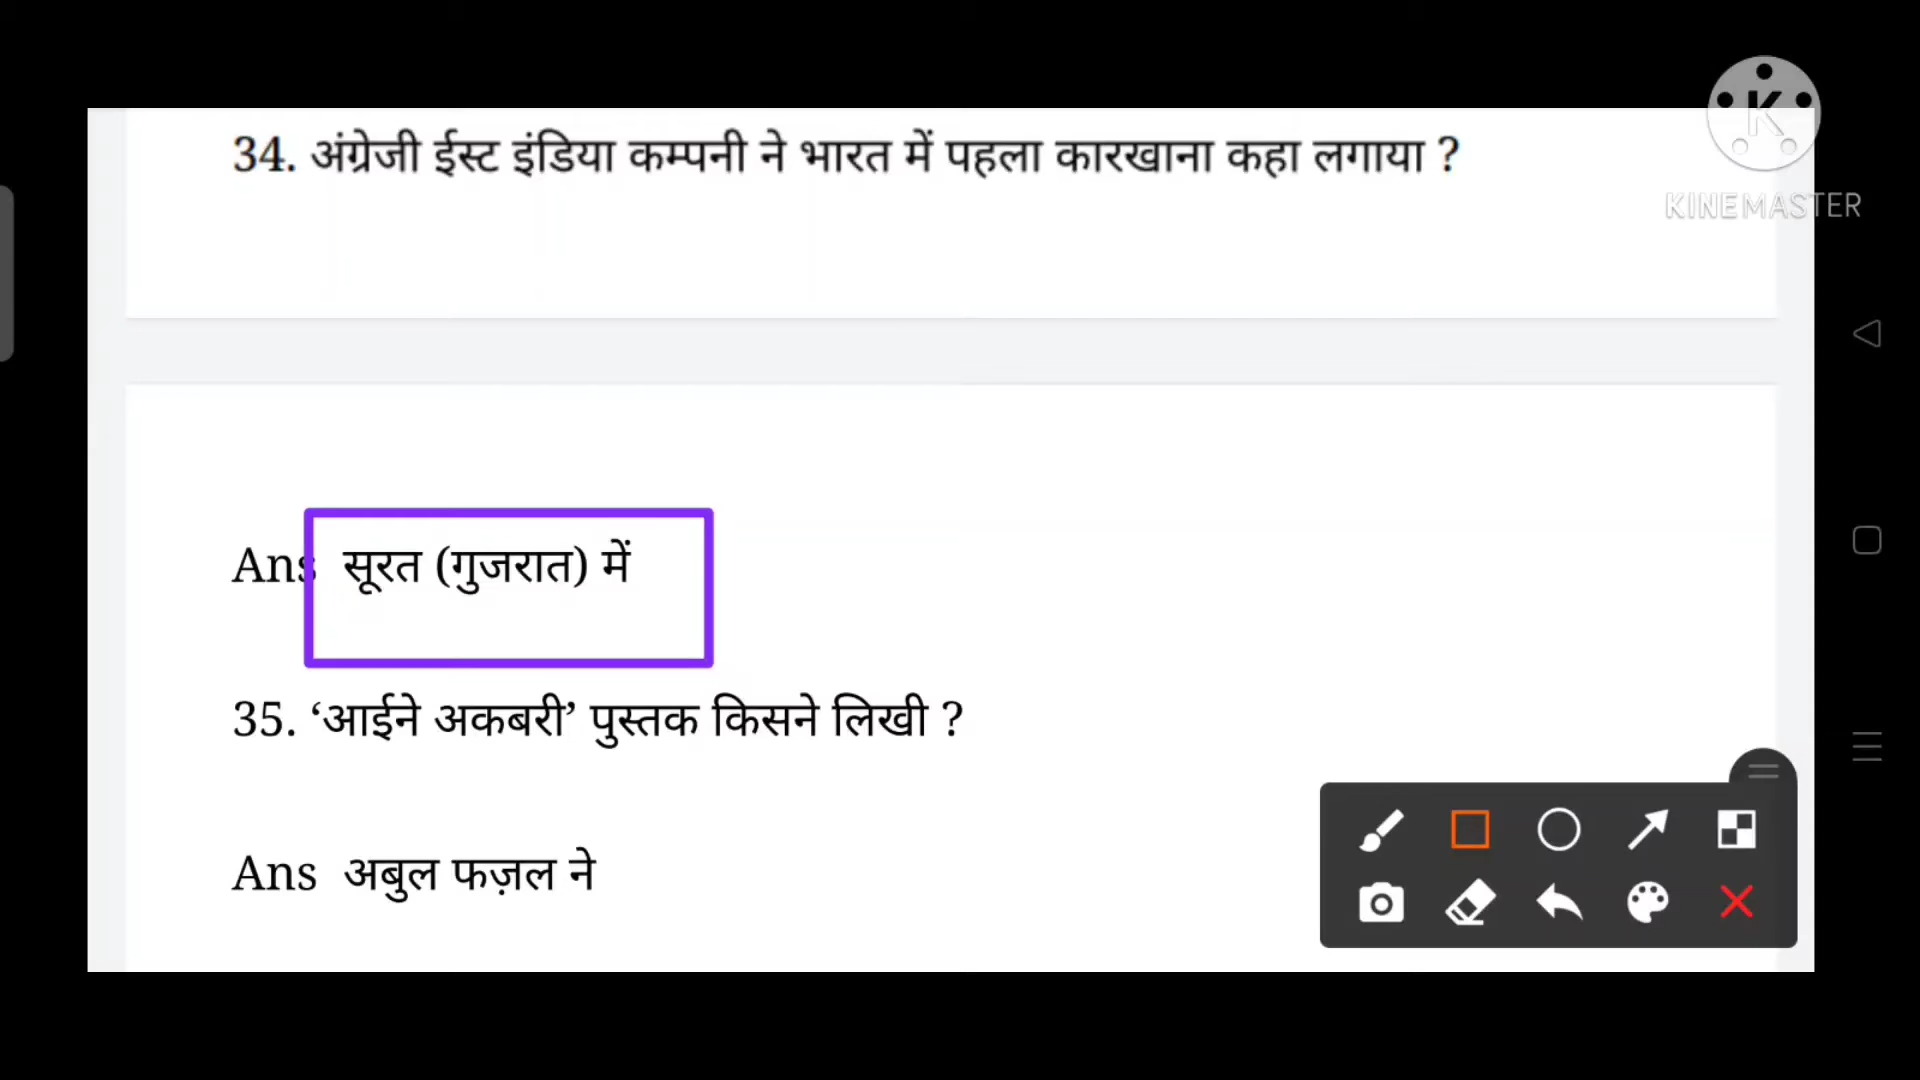 34. अंग्रेजी ईस्ट इंडिया कम्पनी ने भारत में पहला कारखाना कहा लगाया ?
K
KINEMASTER
Ans सूरत (गुजरात) में
35. ‘आईने अकबरी’ पुस्तक किसने लिखी ?
Ans अबुल फज़ल ने